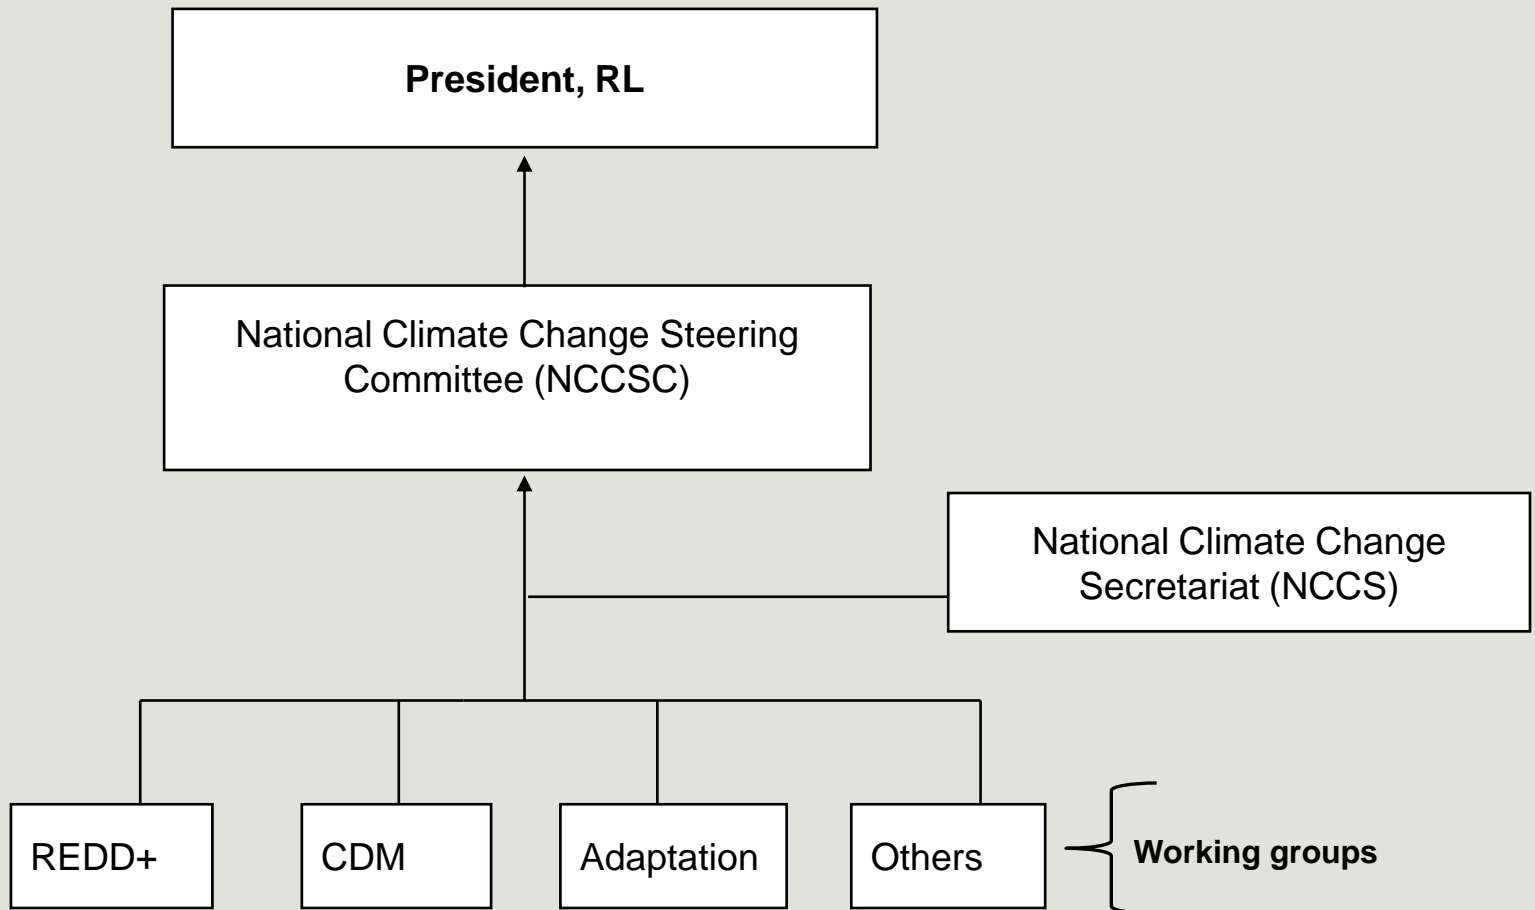 President, RL
National Climate Change Steering
Committee (NCCSC)
National Climate Change
Secretariat (NCCS)
REDD+
CDM
Adaptation
Others
Working groups